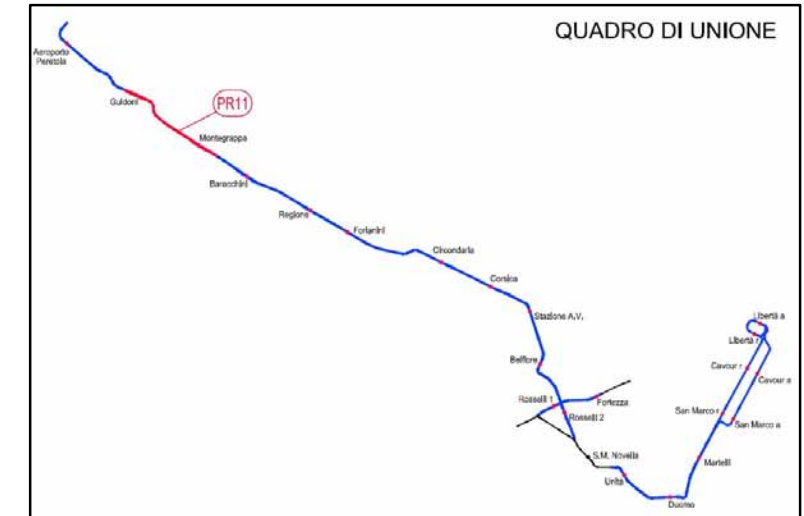 QUADRO DI UNIONE
Aeroporto
Peretola
Guidoni
PR11
Montegrappa
Baracchini
Regione
Forlanini
Circondaria
Corsica
Stazione A.V.
Belfiore
Rosselli 1
Fortezza
Rosselli 2
S.M. Novella
Unità
Duomo
Martelli
San Marco r
San Marco a
Cavour r
Cavour a
Libertà r
Libertà a